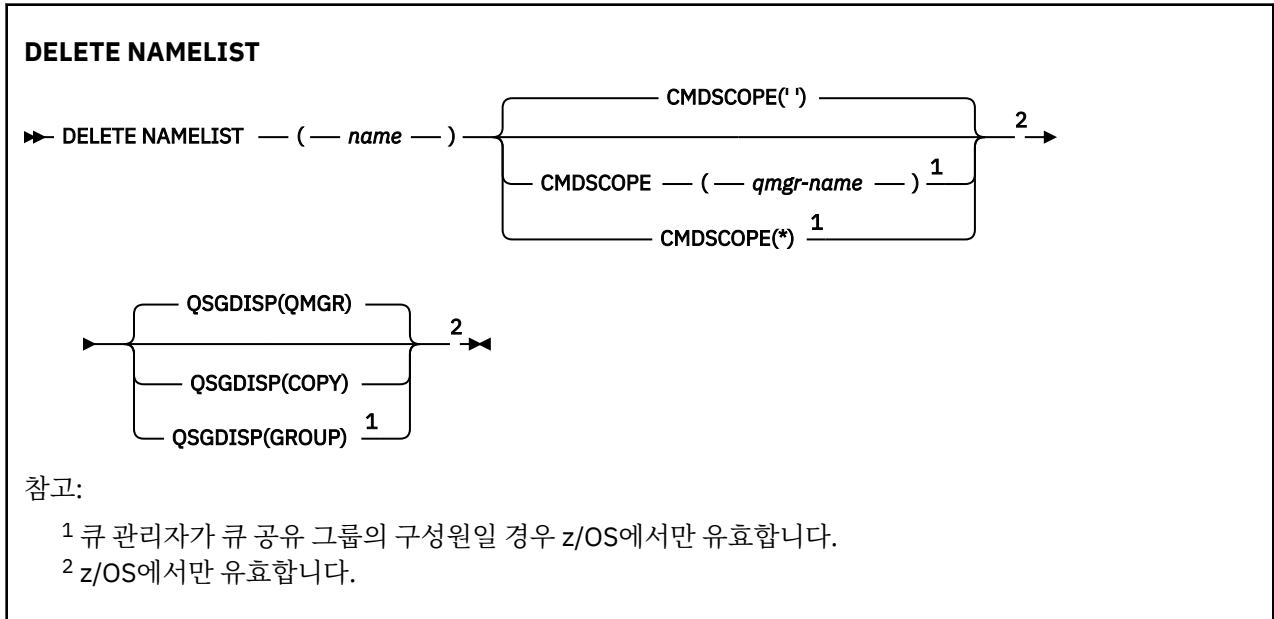 DELETE NAMELIST
CMDSCOPE(' ')
DELETE NAMELIST ( name ) 2
CMDSCOPE ( qmgr-name ) 1
CMDSCOPE(*) 1
QSGDISP(QMGR)
2
QSGDISP(COPY)
QSGDISP(GROUP) 1
참고:
1 큐 관리자가 큐 공유 그룹의 구성원일 경우 z/OS에서만 유효합니다.
2 z/OS에서만 유효합니다.